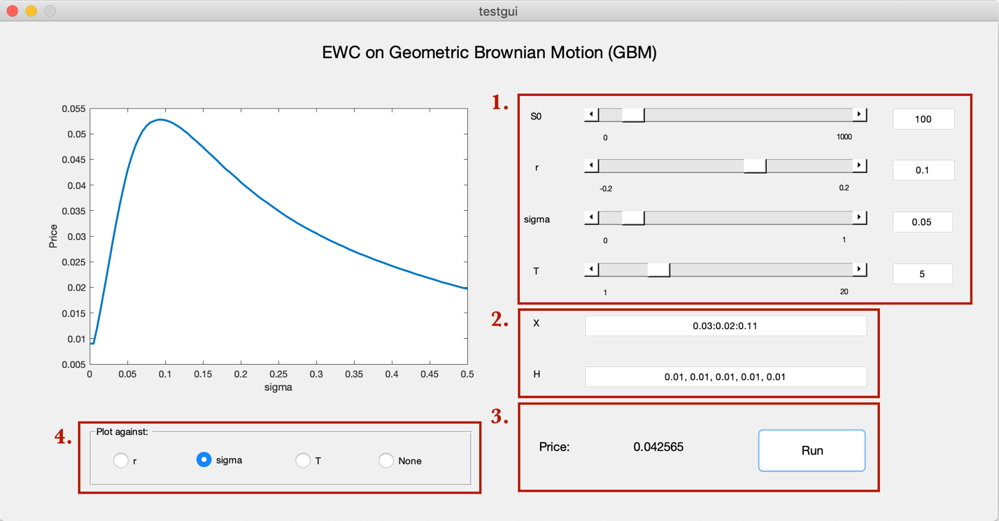 testgui
EWC on Geometric Brownian Motion (GBM)
0.055
0.05
0.045
0.04
0.035
0.03
0.025
0.02
0.015
0.01
0.005
Price
0 0.05 0.1 0.15 0.2 0.25 0.3 0.35 0.4 0.45 0.5
sigma
1.
S0 100
0 1000
r 0.1
-0.2 0.2
sigma 0.05
0 1
T 5
1 20
2.
X 0.03:0.02:0.11
H 0.01, 0.01, 0.01, 0.01, 0.01
3.
Price: 0.042565 Run
4.
Plot against:
r sigma T None